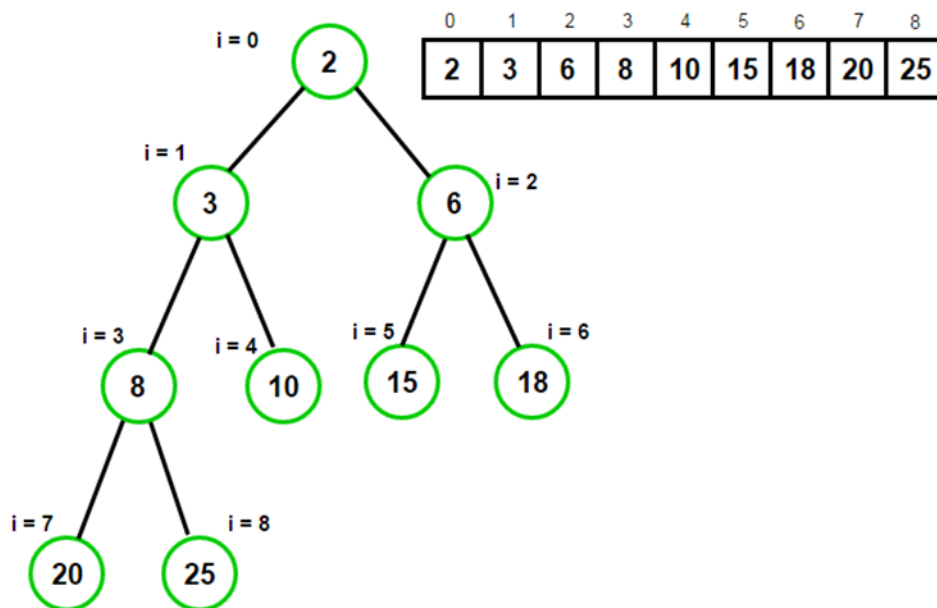 0 1 2 3 4 5 6 7 8
i = 0
2
2 3 6 8 10 15 18 20 25
i = 1
i = 2
3
6
i = 3
i = 4
i = 5
i = 6
8
10
15
18
i = 7
i = 8
20
25